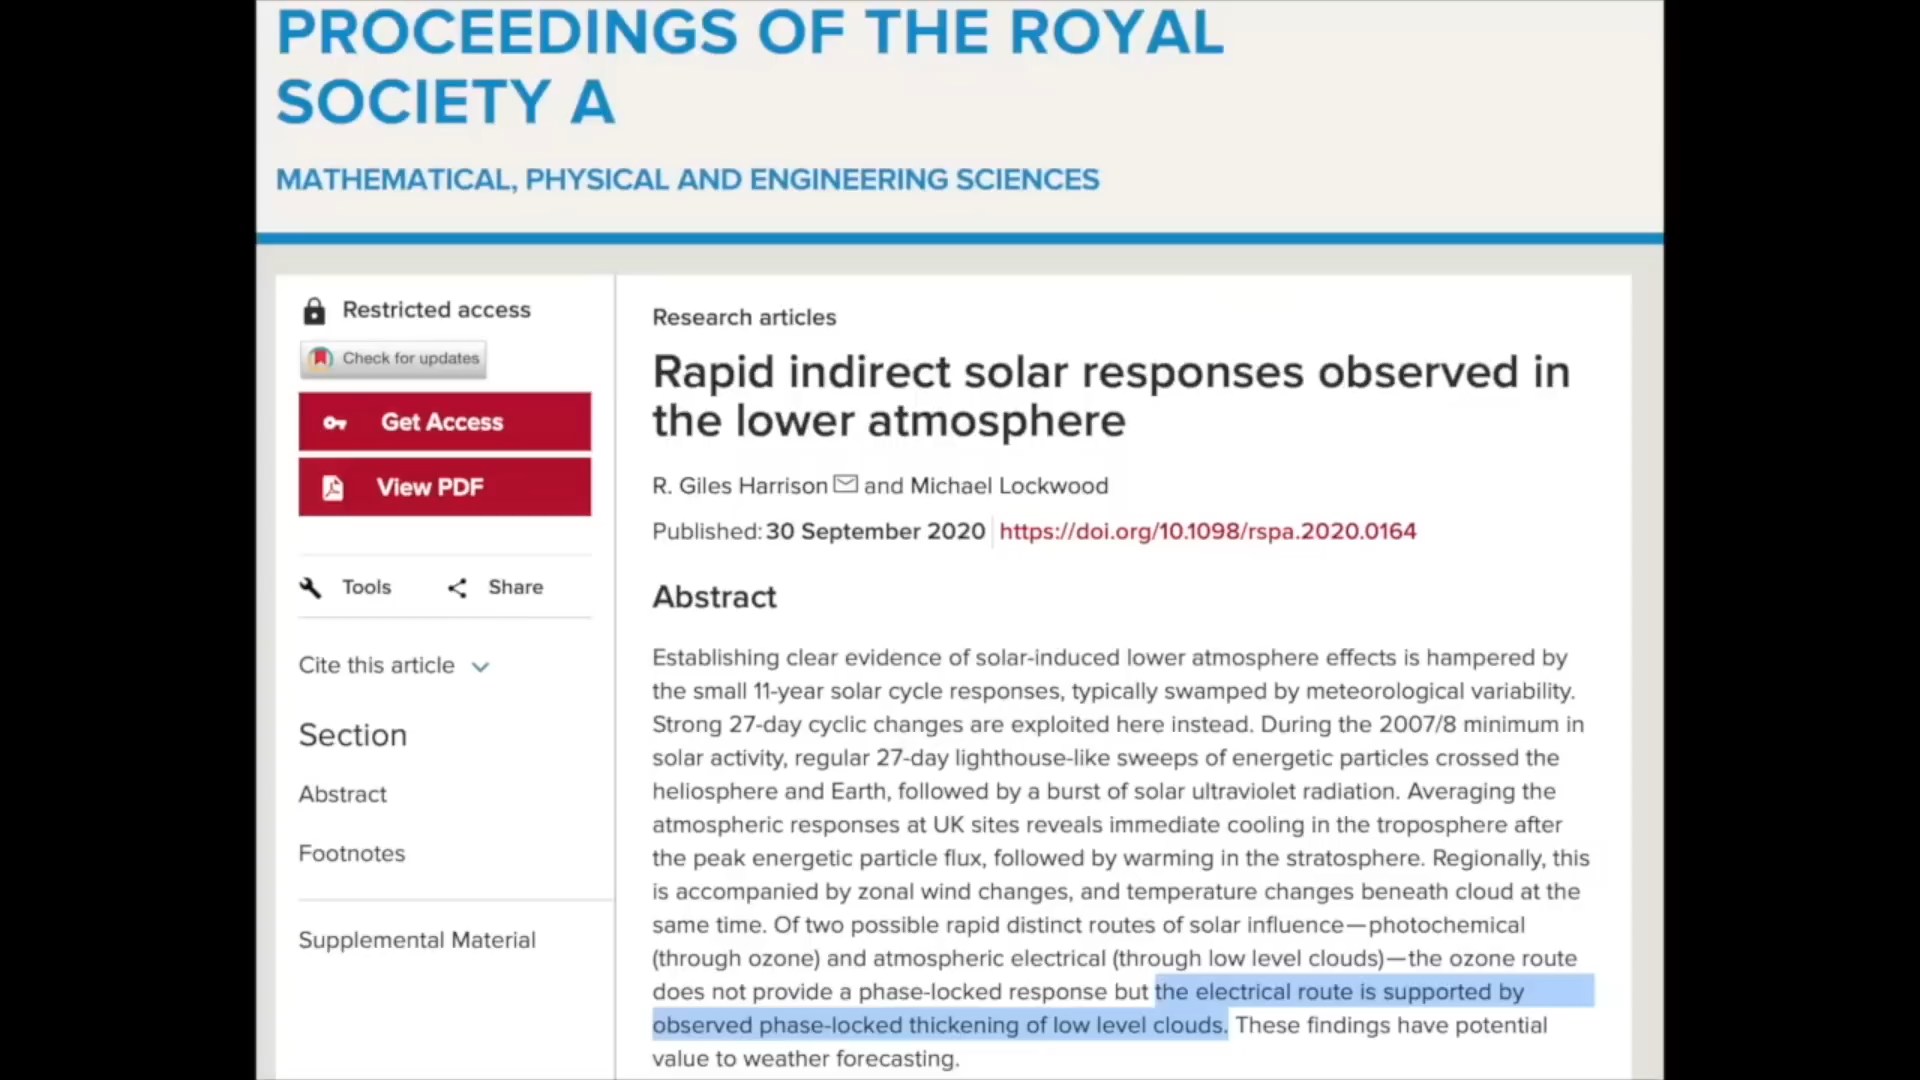 PROCEEDINGS OF THE ROYAL
SOCIETY A
MATHEMATICAL, PHYSICAL AND ENGINEERING SCIENCES
Restricted access
Check for updates
Get Access
View PDF
Tools
Share
Cite this article
Section
Abstract
Footnotes
Supplemental Material
Research articles
Rapid indirect solar responses observed in
the lower atmosphere
R. Giles Harrison and Michael Lockwood
Published: 30 September 2020 https://doi.org/10.1098/rspa.2020.0164
Abstract
Establishing clear evidence of solar-induced lower atmosphere effects is hampered by
the small 11-year solar cycle responses, typically swamped by meteorological variability.
Strong 27-day cyclic changes are exploited here instead. During the 2007/8 minimum in
solar activity, regular 27-day lighthouse-like sweeps of energetic particles crossed the
heliosphere and Earth, followed by a burst of solar ultraviolet radiation. Averaging the
atmospheric responses at UK sites reveals immediate cooling in the troposphere after
the peak energetic particle flux, followed by warming in the stratosphere. Regionally, this
is accompanied by zonal wind changes, and temperature changes beneath cloud at the
same time. Of two possible rapid distinct routes of solar influence—photochemical
(through ozone) and atmospheric electrical (through low level clouds)—the ozone route
does not provide a phase-locked response but the electrical route is supported by
observed phase-locked thickening of low level clouds. These findings have potential
value to weather forecasting.